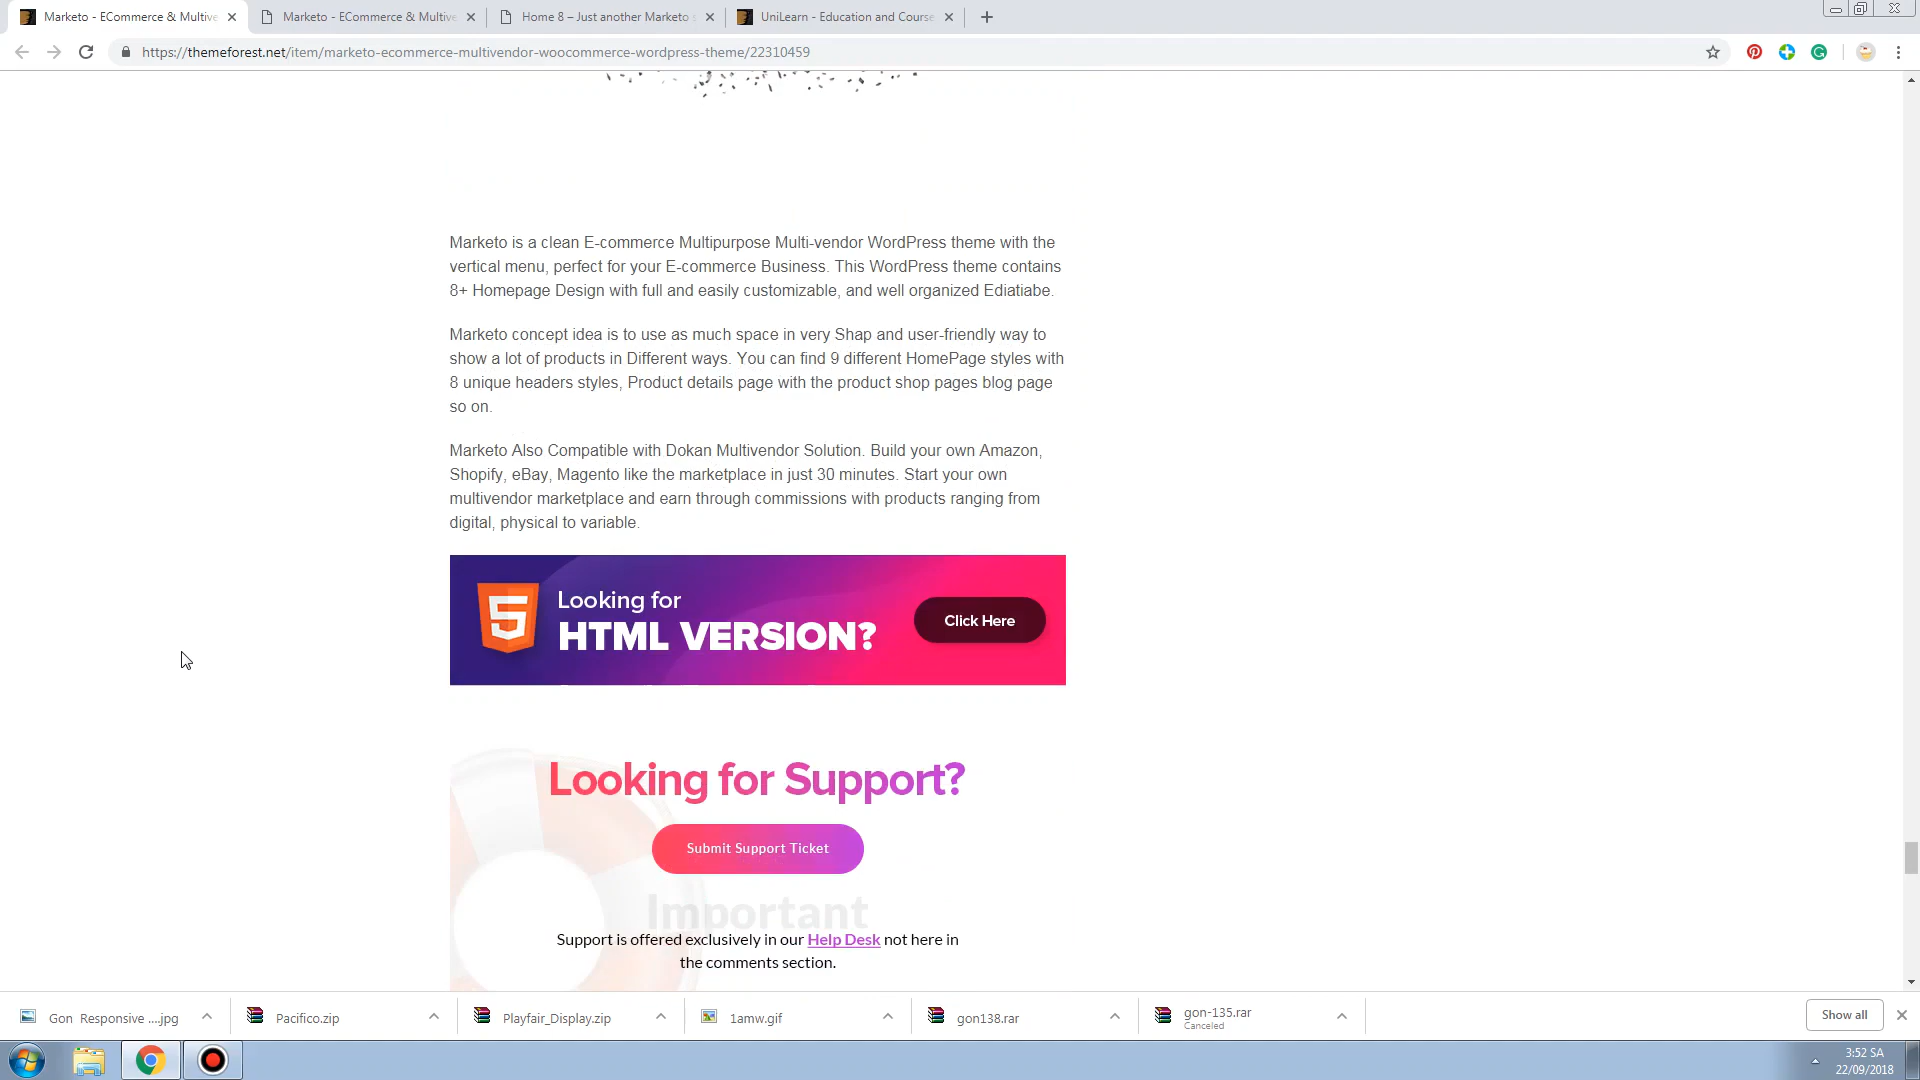 Marketo - ECommerce & Multive
Marketo - ECommerce & Multive
Home 8 – Just another Marketo
UniLearn - Education and Course
https://themeforest.net/item/marketo-ecommerce-multivendor-woocommerce-wordpress-theme/22310459
Marketo is a clean E-commerce Multipurpose Multi-vendor WordPress theme with the
vertical menu, perfect for your E-commerce Business. This WordPress theme contains
8+ Homepage Design with full and easily customizable, and well organized Ediatiabe.
Marketo concept idea is to use as much space in very Shap and user-friendly way to
show a lot of products in Different ways. You can find 9 different HomePage styles with
8 unique headers styles, Product details page with the product shop pages blog page
so on.
Marketo Also Compatible with Dokan Multivendor Solution. Build your own Amazon,
Shopify, eBay, Magento like the marketplace in just 30 minutes. Start your own
multivendor marketplace and earn through commissions with products ranging from
digital, physical to variable.
5
Looking for
HTML VERSION?
Click Here
Looking for Support?
Submit Support Ticket
Important
Support is offered exclusively in our Help Desk not here in
the comments section.
Gon Responsive ....jpg
Pacifico.zip
Playfair_Display.zip
1amw.gif
gon138.rar
gon-135.rar
Canceled
Show all
3:52 SA
22/09/2018